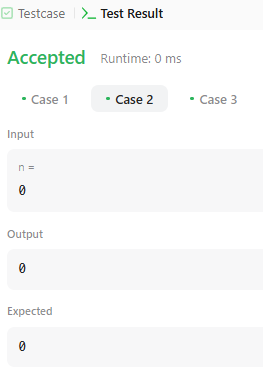 Testcase Test Result
Accepted Runtime: 0 ms
Case 1 Case 2 Case 3
Input
n =
0
Output
0
Expected
0